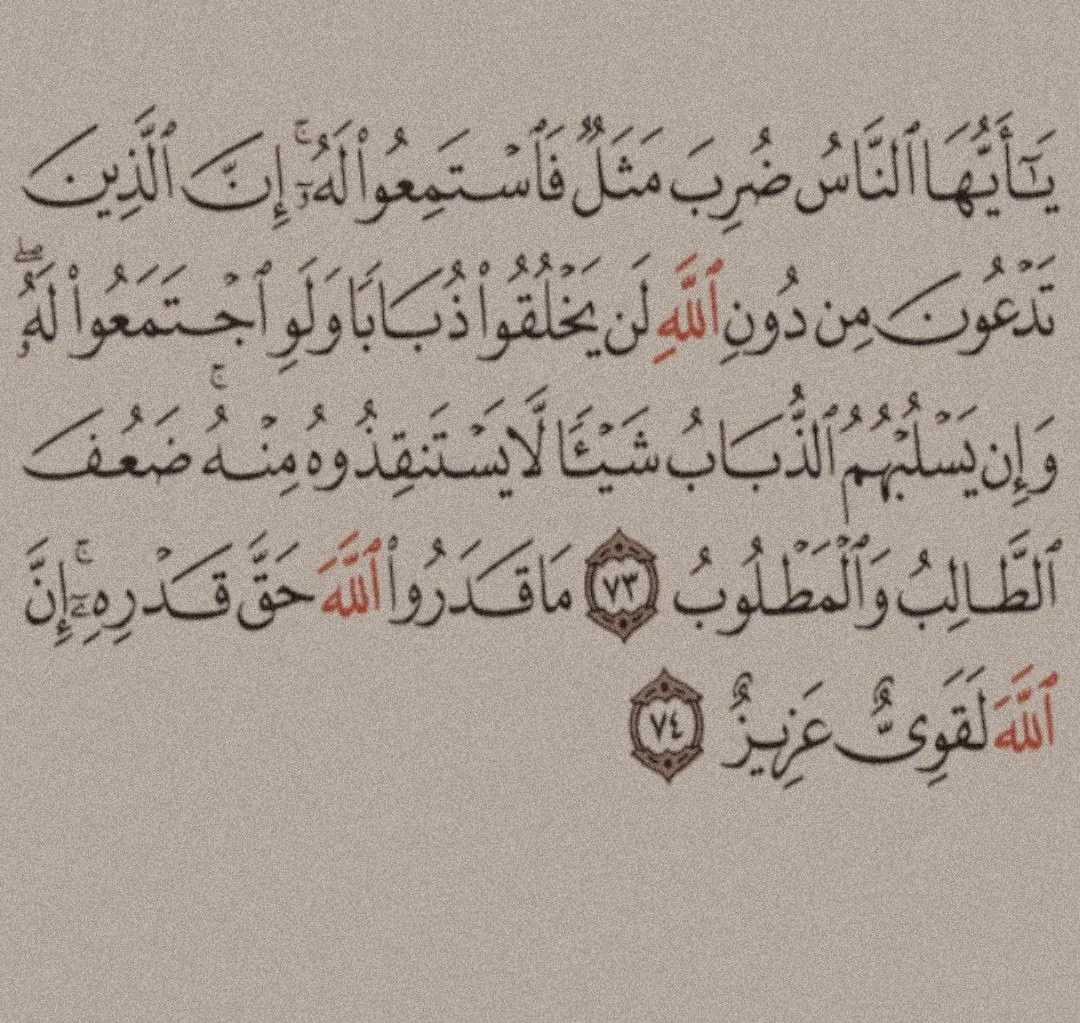 يَـٰٓأَيُّهَا ٱلنَّاسُ ضُرِبَ مَثَلٌ فَٱسْتَمِعُوا۟ لَهُۥٓ ۚ إِنَّ ٱلَّذِينَ
تَدْعُونَ مِن دُونِ ٱللَّهِ لَن يَخْلُقُوا۟ ذُبَابًا وَلَوِ ٱجْتَمَعُوا۟ لَهُۥ ۖ
وَإِن يَسْلُبْهُمُ ٱلذُّبَابُ شَيْـًٔا لَّا يَسْتَنقِذُوهُ مِنْهُ ۚ ضَعُفَ
ٱلطَّالِبُ وَٱلْمَطْلُوبُ ٧٣ مَا قَدَرُوا۟ ٱللَّهَ حَقَّ قَدْرِهِۦٓ ۚ إِنَّ
ٱللَّهَ لَقَوِىٌّ عَزِيزٌ ٧٤